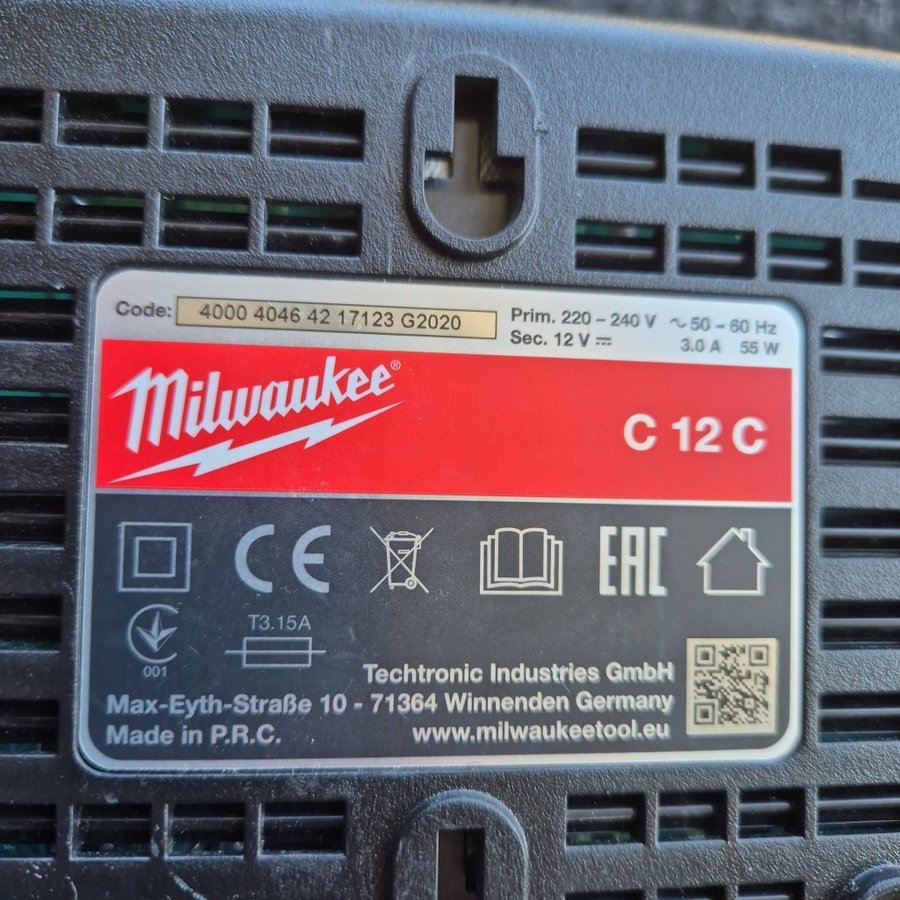 Code: 4000 4046 42 17123 G2020
Prim. 220 – 240 V ~ 50 – 60 Hz
Sec. 12 V ⎓ 3.0 A 55 W
Milwaukee®
C 12 C
CE
EAC
001
T3.15A
Techtronic Industries GmbH
Max-Eyth-Straße 10 - 71364 Winnenden Germany
Made in P.R.C.
www.milwaukeetool.eu